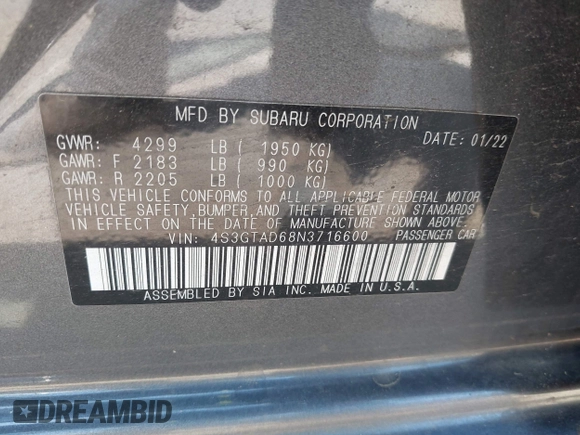 MFD BY SUBARU CORPORATION
GVWR: 4299 LB ( 1950 KG) DATE: 01/22
GAWR: F 2183 LB ( 990 KG)
GAWR: R 2205 LB ( 1000 KG)
THIS VEHICLE CONFORMS TO ALL APPLICABLE FEDERAL MOTOR
VEHICLE SAFETY, BUMPER, AND THEFT PREVENTION STANDARDS
IN EFFECT ON THE DATE OF MANUFACTURE SHOWN ABOVE.
VIN: 4S3GTAD68N3716600 PASSENGER CAR
ASSEMBLED BY SIA INC. MADE IN U.S.A.
DREAMBID